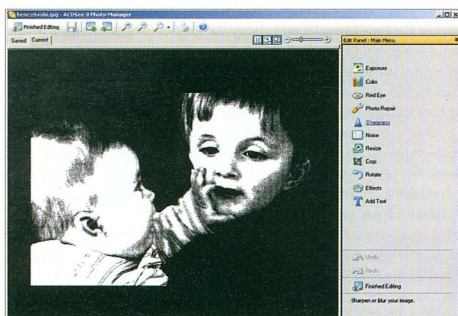 ACDSee 8 Photo Manager
Finished Editing
Saved Current
Edit Panel : Main Menu
Exposure
Color
Red Eye
Photo Repair
Sharpness
Noise
Resize
Crop
Rotate
Effects
Add Text
Undo
Redo
Finished Editing
Sharpen or blur your image.